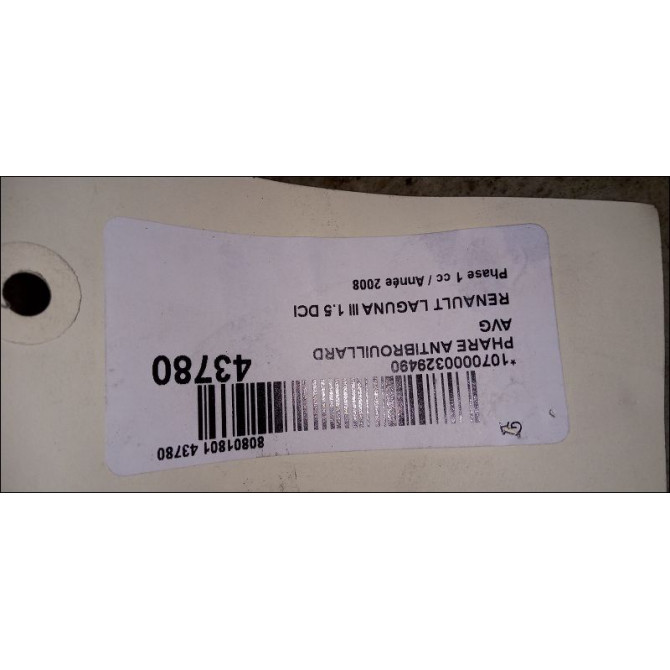 80801801 43780
*1070000329490
43780
PHARE ANTIBROUILLARD
AVG
RENAULT LAGUNA III 1.5 DCI
Phase 1 cc / Année 2008